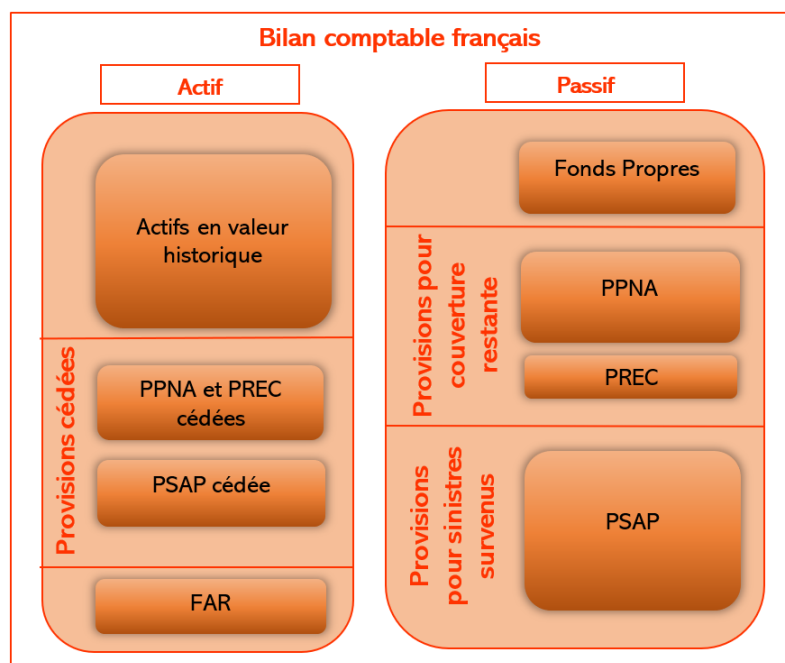 Bilan comptable français
Actif
Actifs en valeur
historique
Provisions cédées
PPNA et PREC
cédées
PSAP cédée
FAR
Passif
Fonds Propres
Provisions pour
couverture
restante
PPNA
PREC
Provisions
pour sinistres
survenus
PSAP